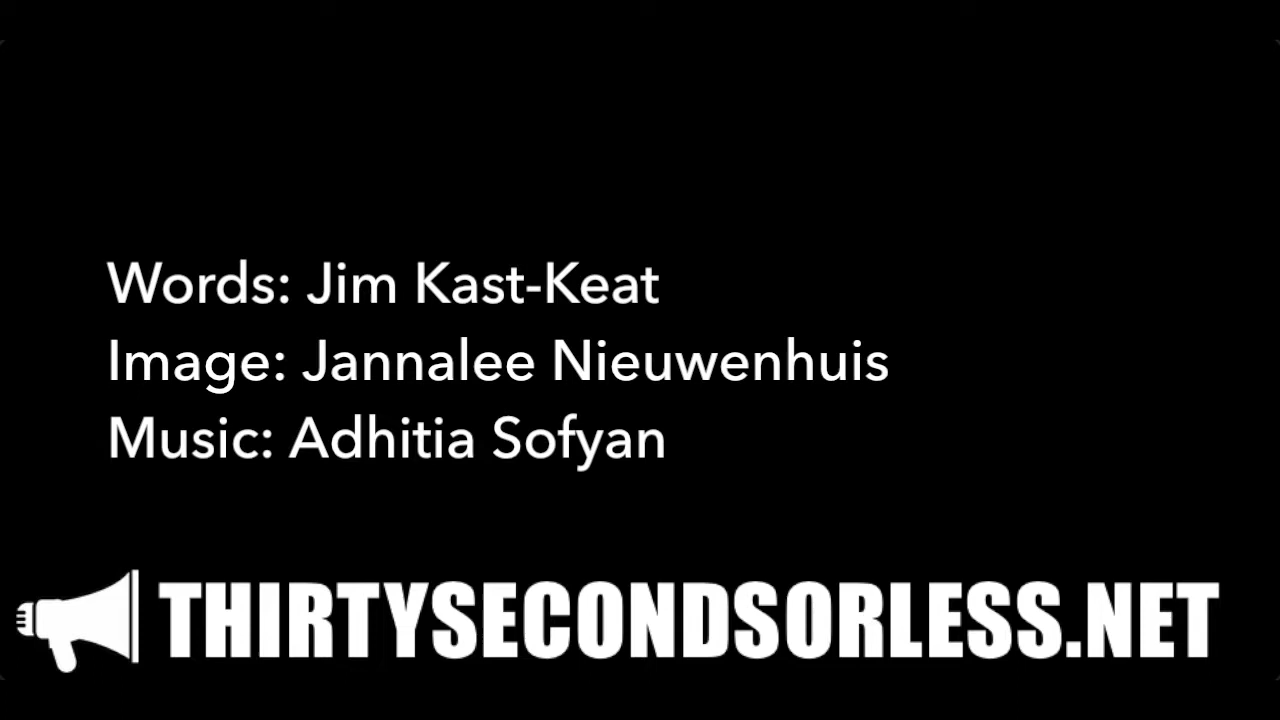 Words: Jim Kast-Keat
Image: Jannalee Nieuwenhuis
Music: Adhitia Sofyan
THIRTYSECONDSORLESS.NET